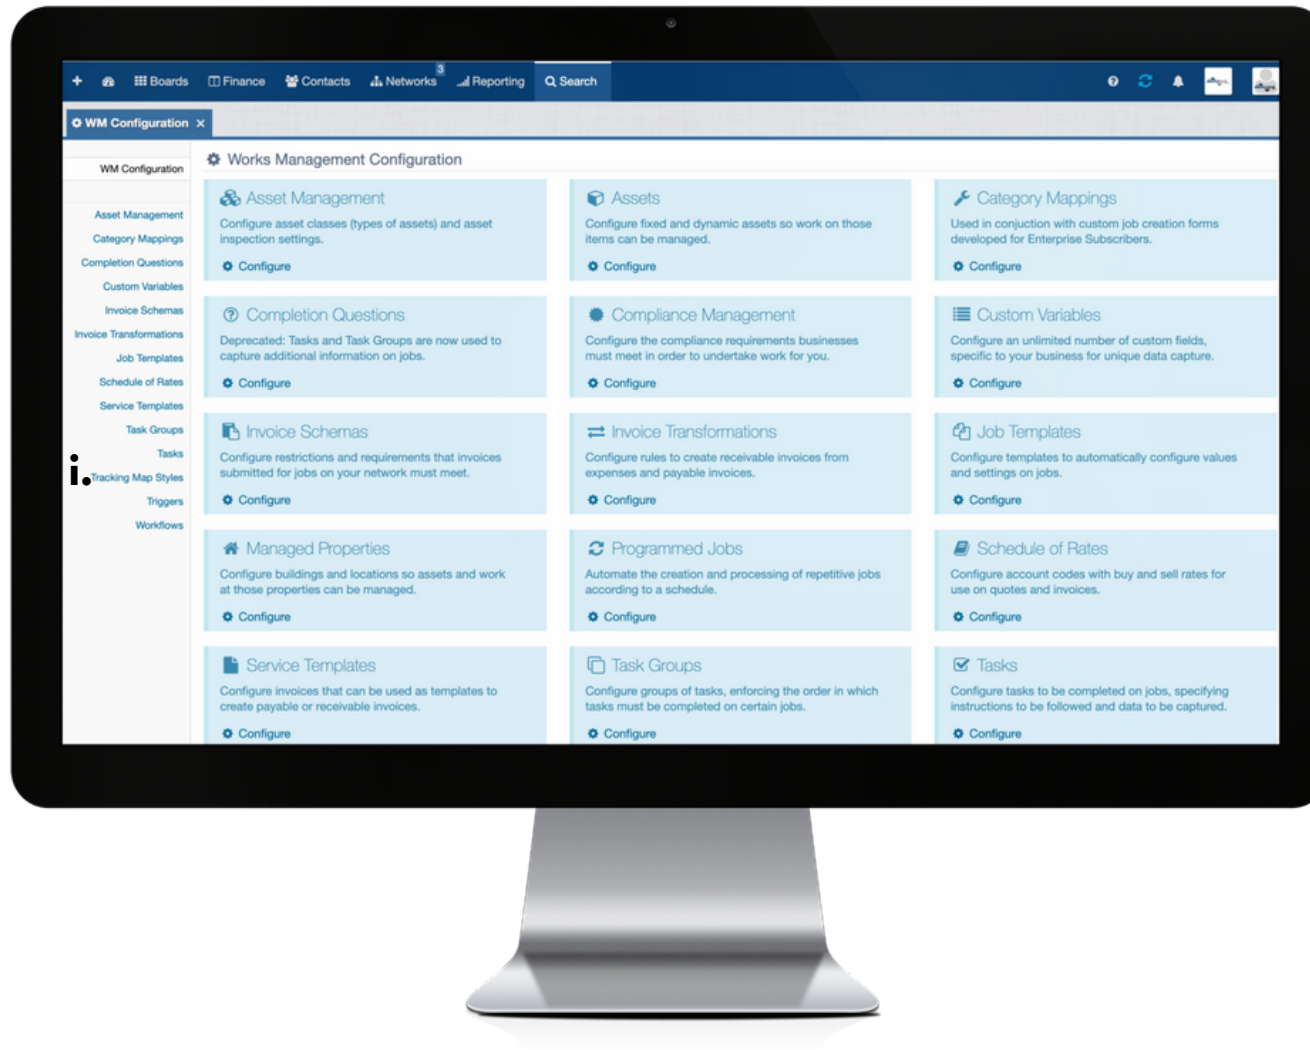 Boards Finance Contacts Networks 3 Reporting Search
WM Configuration ×
WM Configuration
Asset Management
Category Mappings
Completion Questions
Custom Variables
Invoice Schemas
Invoice Transformations
Job Templates
Schedule of Rates
Service Templates
Task Groups
Tasks
i.
Tracking Map Styles
Triggers
Workflows
Works Management Configuration
Asset Management
Configure asset classes (types of assets) and asset
inspection settings.
Configure
Assets
Configure fixed and dynamic assets so work on those
items can be managed.
Configure
Category Mappings
Used in conjuction with custom job creation forms
developed for Enterprise Subscribers.
Configure
Completion Questions
Deprecated: Tasks and Task Groups are now used to
capture additional information on jobs.
Configure
Compliance Management
Configure the compliance requirements businesses
must meet in order to undertake work for you.
Configure
Custom Variables
Configure an unlimited number of custom fields,
specific to your business for unique data capture.
Configure
Invoice Schemas
Configure restrictions and requirements that invoices
submitted for jobs on your network must meet.
Configure
Invoice Transformations
Configure rules to create receivable invoices from
expenses and payable invoices.
Configure
Job Templates
Configure templates to automatically configure values
and settings on jobs.
Configure
Managed Properties
Configure buildings and locations so assets and work
at those properties can be managed.
Configure
Programmed Jobs
Automate the creation and processing of repetitive jobs
according to a schedule.
Configure
Schedule of Rates
Configure account codes with buy and sell rates for
use on quotes and invoices.
Configure
Service Templates
Configure invoices that can be used as templates to
create payable or receivable invoices.
Configure
Task Groups
Configure groups of tasks, enforcing the order in which
tasks must be completed on certain jobs.
Configure
Tasks
Configure tasks to be completed on jobs, specifying
instructions to be followed and data to be captured.
Configure